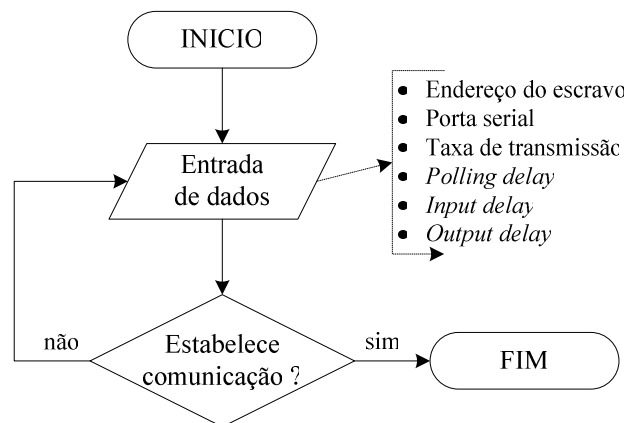 INICIO
Entrada
de dados
• Endereço do escravo
• Porta serial
• Taxa de transmissão
• Polling delay
• Input delay
• Output delay
não
Estabelece
comunicação ?
sim
FIM